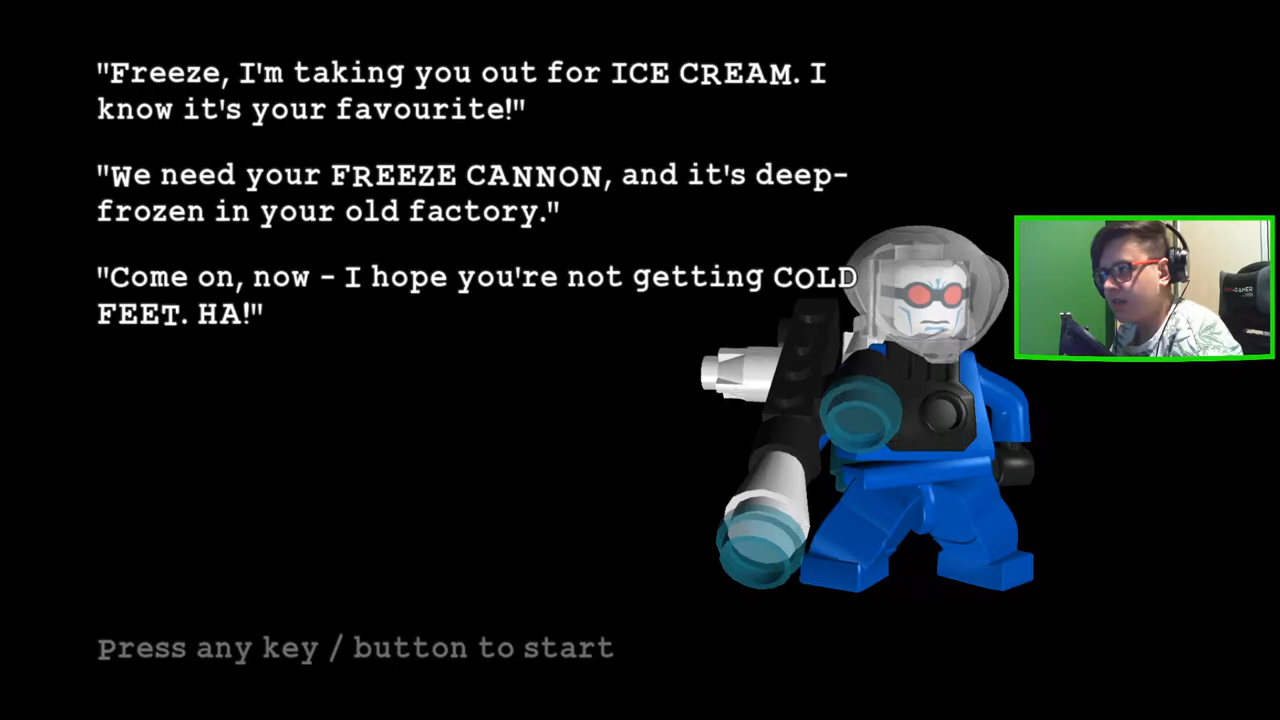 "Freeze, I'm taking you out for ICE CREAM. I
know it's your favourite!"
"We need your FREEZE CANNON, and it's deep-
frozen in your old factory."
"Come on, now - I hope you're not getting COLD
FEET. HA!"
Press any key / button to start